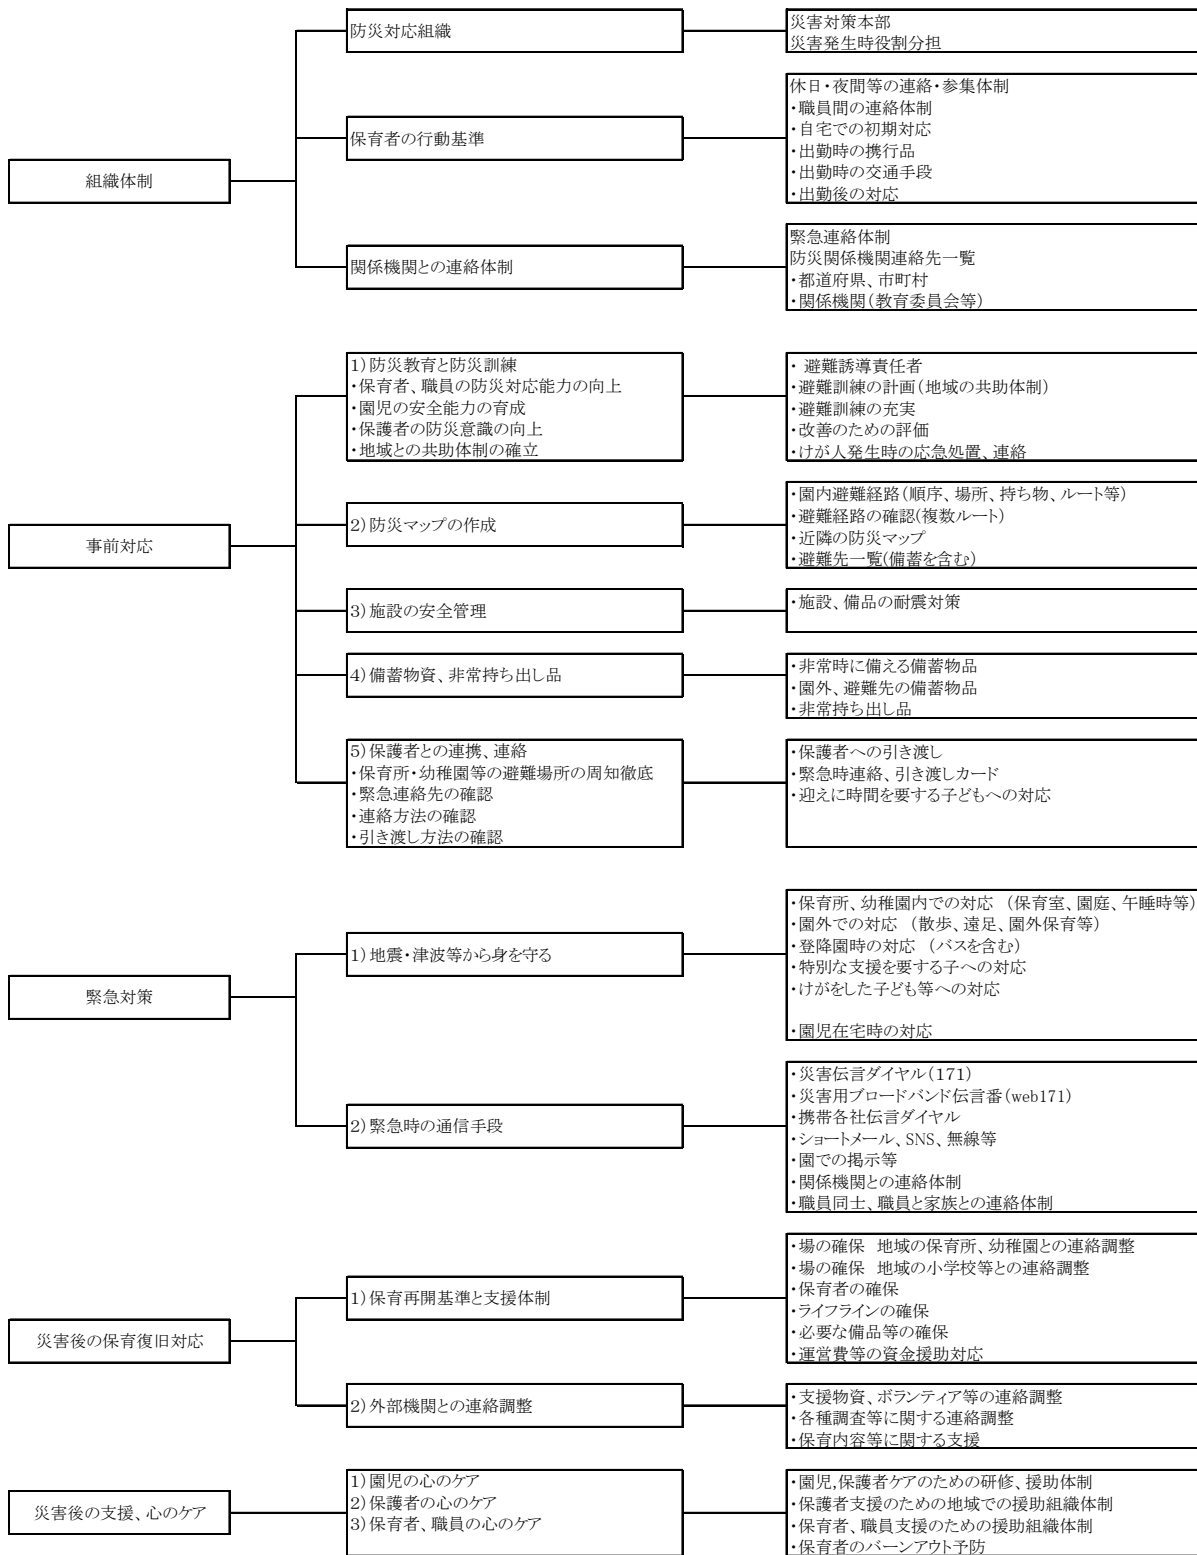 組織体制
防災対応組織
災害対策本部
災害発生時役割分担
保育者の行動基準
休日・夜間等の連絡・参集体制
・職員間の連絡体制
・自宅での初期対応
・出勤時の携行品
・出勤時の交通手段
・出勤後の対応
関係機関との連絡体制
緊急連絡体制
防災関係機関連絡先一覧
・都道府県、市町村
・関係機関(教育委員会等)
事前対応
1)防災教育と防災訓練
・保育者、職員の防災対応能力の向上
・園児の安全能力の育成
・保護者の防災意識の向上
・地域との共助体制の確立
・ 避難誘導責任者
・避難訓練の計画(地域の共助体制)
・避難訓練の充実
・改善のための評価
・けが人発生時の応急処置、連絡
2)防災マップの作成
・園内避難経路(順序、場所、持ち物、ルート等)
・避難経路の確認(複数ルート)
・近隣の防災マップ
・避難先一覧(備蓄を含む)
3)施設の安全管理
・施設、備品の耐震対策
4)備蓄物資、非常持ち出し品
・非常時に備える備蓄物品
・園外、避難先の備蓄物品
・非常持ち出し品
5)保護者との連携、連絡
・保育所・幼稚園等の避難場所の周知徹底
・緊急連絡先の確認
・連絡方法の確認
・引き渡し方法の確認
・保護者への引き渡し
・緊急時連絡、引き渡しカード
・迎えに時間を要する子どもへの対応
緊急対策
1)地震・津波等から身を守る
・保育所、幼稚園内での対応 (保育室、園庭、午睡時等)
・園外での対応 (散歩、遠足、園外保育等)
・登降園時の対応 (バスを含む)
・特別な支援を要する子への対応
・けがをした子ども等への対応
・園児在宅時の対応
2)緊急時の通信手段
・災害伝言ダイヤル(171)
・災害用ブロードバンド伝言番(web171)
・携帯各社伝言ダイヤル
・ショートメール、SNS、無線等
・園での掲示等
・関係機関との連絡体制
・職員同士、職員と家族との連絡体制
災害後の保育復旧対応
1)保育再開基準と支援体制
・場の確保 地域の保育所、幼稚園との連絡調整
・場の確保 地域の小学校等との連絡調整
・保育者の確保
・ライフラインの確保
・必要な備品等の確保
・運営費等の資金援助対応
2)外部機関との連絡調整
・支援物資、ボランティア等の連絡調整
・各種調査等に関する連絡調整
・保育内容等に関する支援
災害後の支援、心のケア
1)園児の心のケア
2)保護者の心のケア
3)保育者、職員の心のケア
・園児,保護者ケアのための研修、援助体制
・保護者支援のための地域での援助組織体制
・保育者、職員支援のための援助組織体制
・保育者のバーンアウト予防